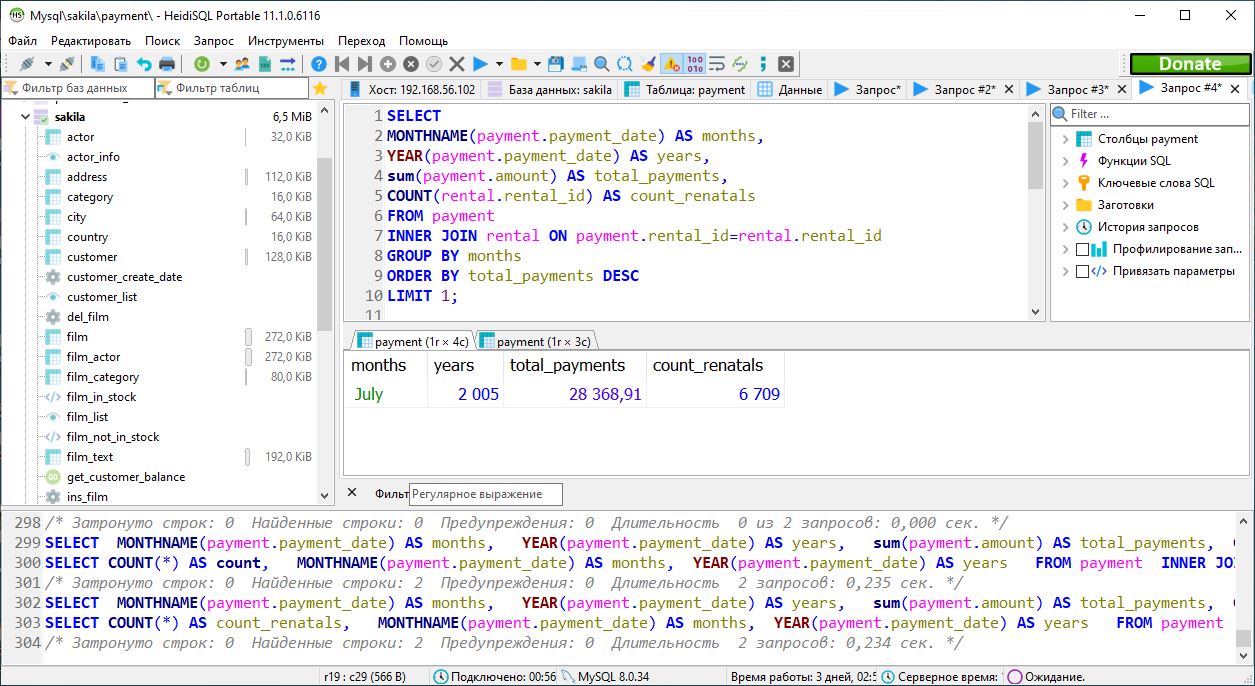 Mysql\sakila\payment\ - HeidiSQL Portable 11.1.0.6116
Файл Редактировать Поиск Запрос Инструменты Переход Помощь
Donate
Фильтр баз данных Фильтр таблиц
Хост: 192.168.56.102 База данных: sakila Таблица: payment Данные Запрос* Запрос #2* Запрос #3* Запрос #4*
sakila 6,5 MiB
actor 32,0 KiB
actor_info
address 112,0 KiB
category 16,0 KiB
city 64,0 KiB
country 16,0 KiB
customer 128,0 KiB
customer_create_date
customer_list
del_film
film 272,0 KiB
film_actor 272,0 KiB
film_category 80,0 KiB
film_in_stock
film_list
film_not_in_stock
film_text 192,0 KiB
get_customer_balance
ins_film
1 SELECT
2 MONTHNAME(payment.payment_date) AS months,
3 YEAR(payment.payment_date) AS years,
4 sum(payment.amount) AS total_payments,
5 COUNT(rental.rental_id) AS count_renatals
6 FROM payment
7 INNER JOIN rental ON payment.rental_id=rental.rental_id
8 GROUP BY months
9 ORDER BY total_payments DESC
10 LIMIT 1;
11
Filter ...
Столбцы payment
Функции SQL
Ключевые слова SQL
Заготовки
История запросов
Профилирование зап...
Привязать параметры
payment (1r × 4c) payment (1r × 3c)
months years total_payments count_renatals
July 2 005 28 368,91 6 709
Фильт Регулярное выражение
298 /* Затронуто строк: 0 Найденные строки: 0 Предупреждения: 0 Длительность 0 из 2 запросов: 0,000 сек. */
299 SELECT MONTHNAME(payment.payment_date) AS months, YEAR(payment.payment_date) AS years, sum(payment.amount) AS total_payments,
300 SELECT COUNT(*) AS count, MONTHNAME(payment.payment_date) AS months, YEAR(payment.payment_date) AS years FROM payment INNER JOI
301 /* Затронуто строк: 0 Найденные строки: 2 Предупреждения: 0 Длительность 2 запросов: 0,235 сек. */
302 SELECT MONTHNAME(payment.payment_date) AS months, YEAR(payment.payment_date) AS years, sum(payment.amount) AS total_payments,
303 SELECT COUNT(*) AS count_renatals, MONTHNAME(payment.payment_date) AS months, YEAR(payment.payment_date) AS years FROM payment
304 /* Затронуто строк: 0 Найденные строки: 2 Предупреждения: 0 Длительность 2 запросов: 0,234 сек. */
r19 : c29 (566 B) Подключено: 00:56 MySQL 8.0.34 Время работы: 3 дней, 02:5 Серверное время: Ожидание.